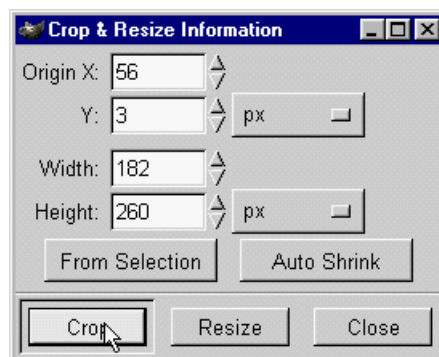 Crop & Resize Information
Origin X: 56
Y: 3 px
Width: 182
Height: 260 px
From Selection Auto Shrink
Crop Resize Close